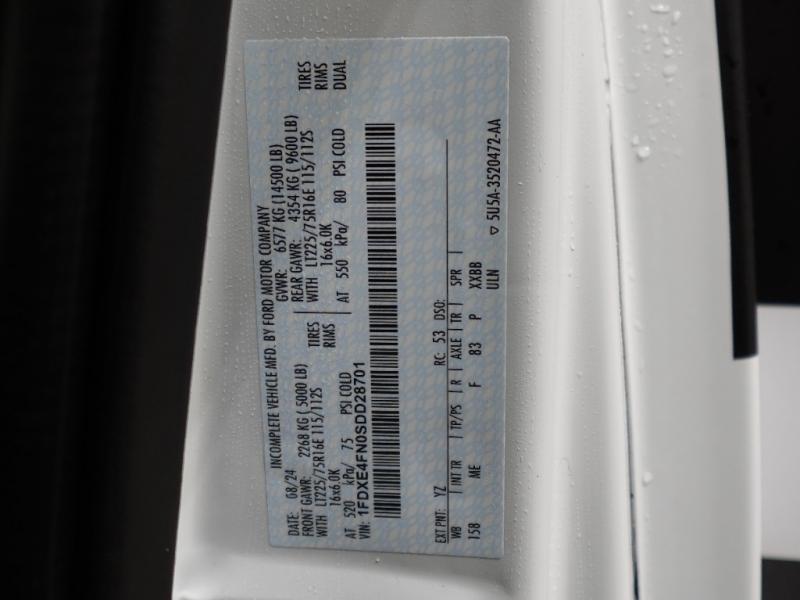 INCOMPLETE VEHICLE MFD. BY FORD MOTOR COMPANY
DATE: 08/24 GVWR: 6577 KG (14500 LB)
FRONT GAWR: 2268 KG (5000 LB) REAR GAWR: 4354 KG (9600 LB)
WITH LT225/75R16E 115/112S TIRES WITH LT225/75R16E 115/112S TIRES
16x6.0K RIMS 16x6.0K RIMS
AT 520 kPa/ 75 PSI COLD AT 550 kPa/ 80 PSI COLD DUAL
VIN: 1FDXE4FN0SDD28701
EXT PNT: YZ RC: 53 DSO:
WB | INT TR | TP/PS | R | AXLE | TR | SPR
158 ME F 83 P XXBB
ULN
▽ 5U5A-3520472-AA